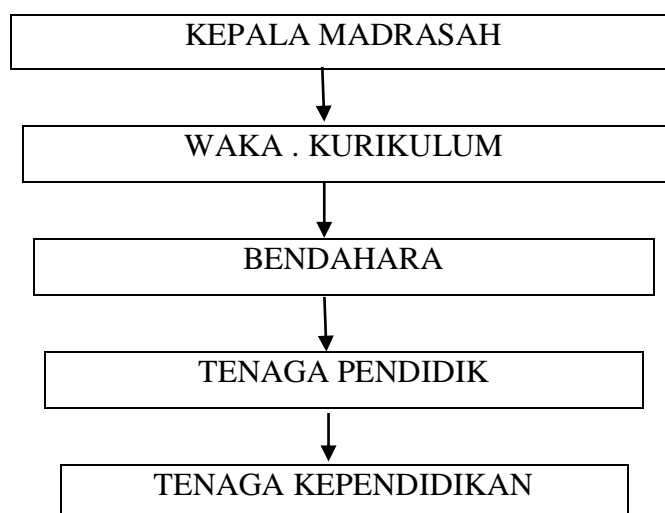 KEPALA MADRASAH
WAKA . KURIKULUM
BENDAHARA
TENAGA PENDIDIK
TENAGA KEPENDIDIKAN